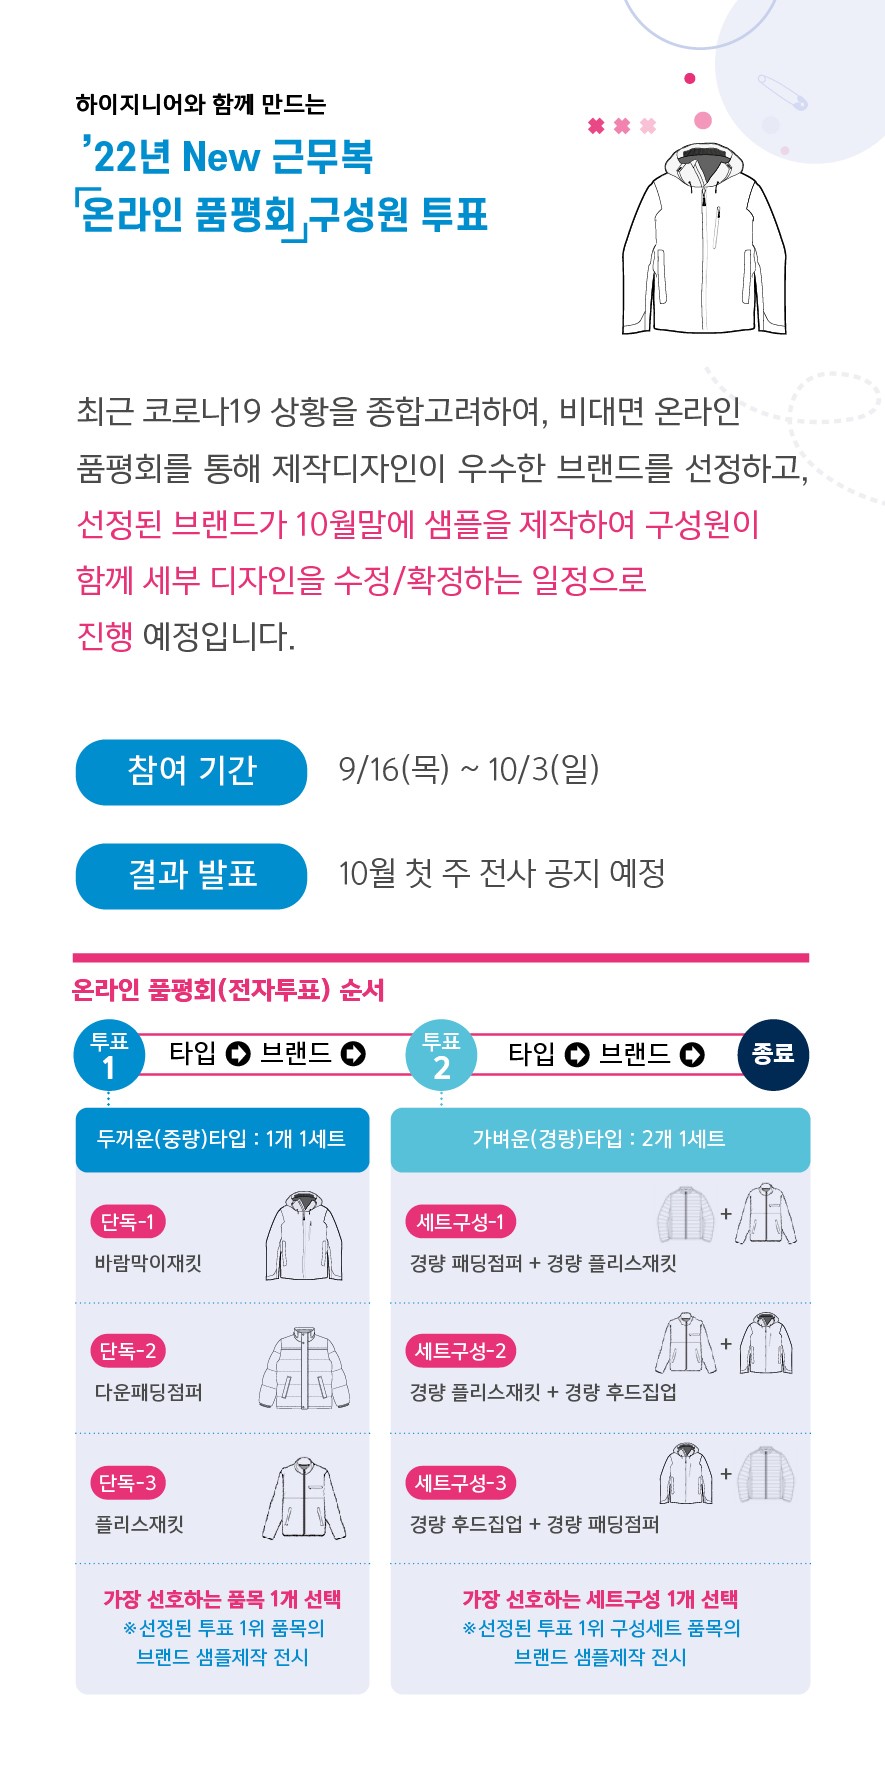 하이지니어와 함께 만드는
’22년 New 근무복
「온라인 품평회」구성원 투표
최근 코로나19 상황을 종합고려하여, 비대면 온라인
품평회를 통해 제작디자인이 우수한 브랜드를 선정하고,
선정된 브랜드가 10월말에 샘플을 제작하여 구성원이
함께 세부 디자인을 수정/확정하는 일정으로
진행 예정입니다.
참여 기간 9/16(목) ~ 10/3(일)
결과 발표 10월 첫 주 전사 공지 예정
온라인 품평회(전자투표) 순서
투표 1 타입 브랜드 투표 2 타입 브랜드 종료
두꺼운(중량)타입 : 1개 1세트
단독-1
바람막이재킷
단독-2
다운패딩점퍼
단독-3
플리스재킷
가장 선호하는 품목 1개 선택
※선정된 투표 1위 품목의
브랜드 샘플제작 전시
가벼운(경량)타입 : 2개 1세트
세트구성-1
+
경량 패딩점퍼 + 경량 플리스재킷
세트구성-2
+
경량 플리스재킷 + 경량 후드집업
세트구성-3
+
경량 후드집업 + 경량 패딩점퍼
가장 선호하는 세트구성 1개 선택
※선정된 투표 1위 구성세트 품목의
브랜드 샘플제작 전시